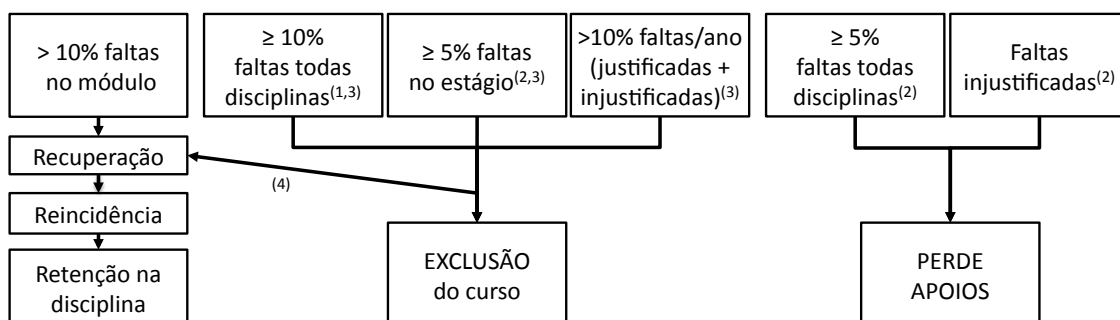 > 10% faltas
no módulo
≥ 10%
faltas todas
disciplinas(1,3)
≥ 5% faltas
no estágio(2,3)
>10% faltas/ano
(justificadas +
injustificadas)(3)
≥ 5%
faltas todas
disciplinas(2)
Faltas
injustificadas(2)
Recuperação
(4)
Reincidência
Retenção na
disciplina
EXCLUSÃO
do curso
PERDE
APOIOS